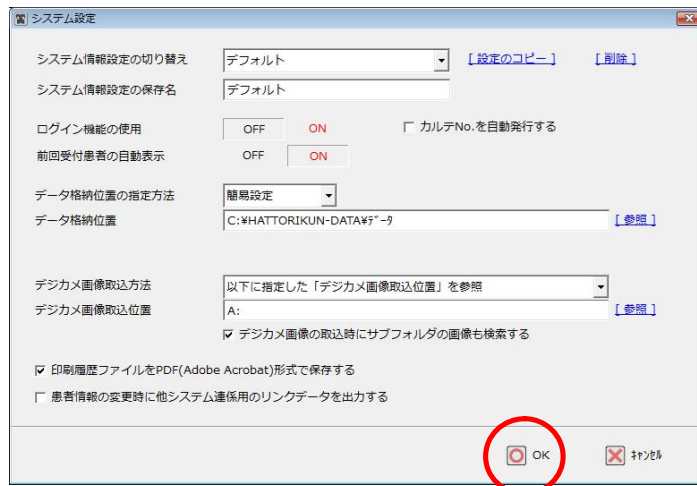 システム設定
システム情報設定の切り替え デフォルト [ 設定のコピー ] [ 削除 ]
システム情報設定の保存名 デフォルト
ログイン機能の使用 OFF ON カルテNo.を自動発行する
前回受付患者の自動表示 OFF ON
データ格納位置の指定方法 簡易設定
データ格納位置 C:¥HATTORIKUN-DATA¥ﾃﾞｰﾀ [ 参照 ]
デジカメ画像取込方法 以下に指定した「デジカメ画像取込位置」を参照
デジカメ画像取込位置 A: [ 参照 ]
デジカメ画像の取込時にサブフォルダの画像も検索する
印刷履歴ファイルをPDF(Adobe Acrobat)形式で保存する
患者情報の変更時に他システム連係用のリンクデータを出力する
OK ｷｬﾝｾﾙ